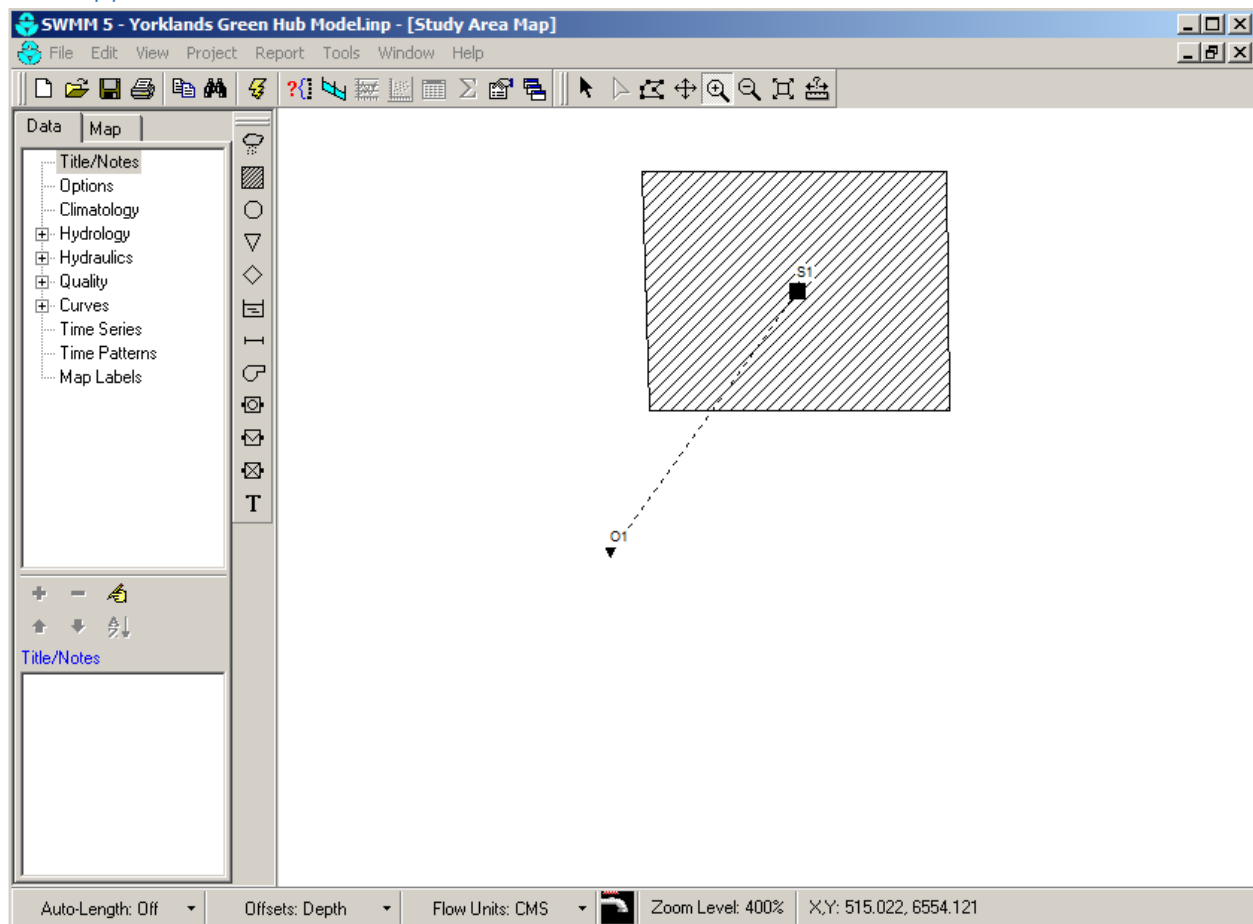 SWMM 5 - Yorklands Green Hub Model.inp - [Study Area Map]
File Edit View Project Report Tools Window Help
Data Map
Title/Notes
Options
Climatology
Hydrology
Hydraulics
Quality
Curves
Time Series
Time Patterns
Map Labels
T
S1
O1
Title/Notes
Auto-Length: Off Offsets: Depth Flow Units: CMS Zoom Level: 400% X,Y: 515.022, 6554.121